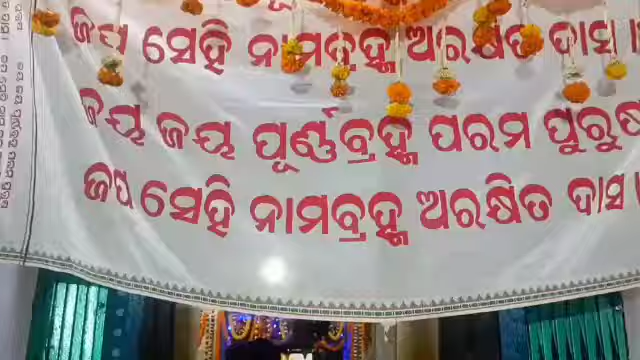 ଜପ ସେହି ନାମବ୍ରହ୍ମ ଅରକ୍ଷିତ ଦାସ ।
ଜୟ ଜୟ ପୂର୍ଣ୍ଣବ୍ରହ୍ମ ପରମ ପୁରୁଷ
ଜପ ସେହି ନାମବ୍ରହ୍ମ ଅରକ୍ଷିତ ଦାସ ।